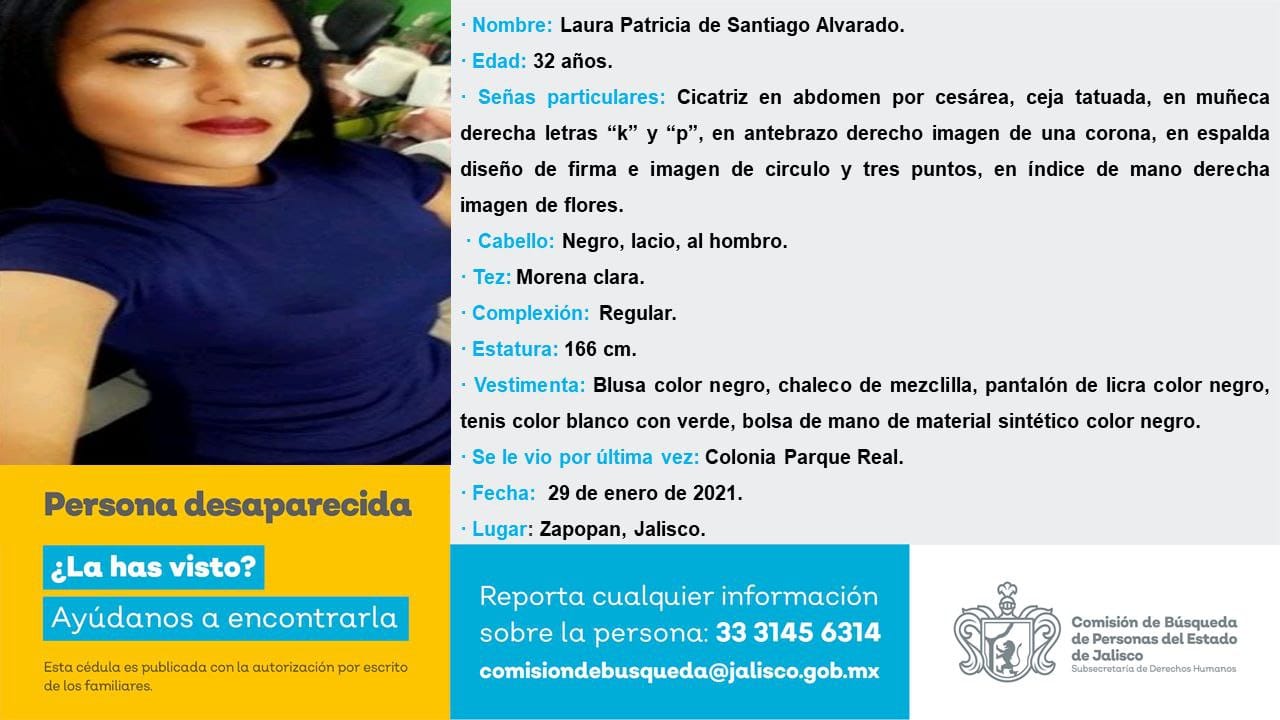 · Nombre: Laura Patricia de Santiago Alvarado.
· Edad: 32 años.
· Señas particulares: Cicatriz en abdomen por cesárea, ceja tatuada, en muñeca
derecha letras “k” y “p”, en antebrazo derecho imagen de una corona, en espalda
diseño de firma e imagen de circulo y tres puntos, en índice de mano derecha
imagen de flores.
· Cabello: Negro, lacio, al hombro.
· Tez: Morena clara.
· Complexión: Regular.
· Estatura: 166 cm.
· Vestimenta: Blusa color negro, chaleco de mezclilla, pantalón de licra color negro,
tenis color blanco con verde, bolsa de mano de material sintético color negro.
· Se le vio por última vez: Colonia Parque Real.
· Fecha: 29 de enero de 2021.
· Lugar: Zapopan, Jalisco.
Persona desaparecida
¿La has visto?
Ayúdanos a encontrarla
Esta cédula es publicada con la autorización por escrito
de los familiares.
Reporta cualquier información
sobre la persona: 33 3145 6314
comisiondebusqueda@jalisco.gob.mx
Comisión de Búsqueda
de Personas del Estado
de Jalisco
Subsecretaría de Derechos Humanos